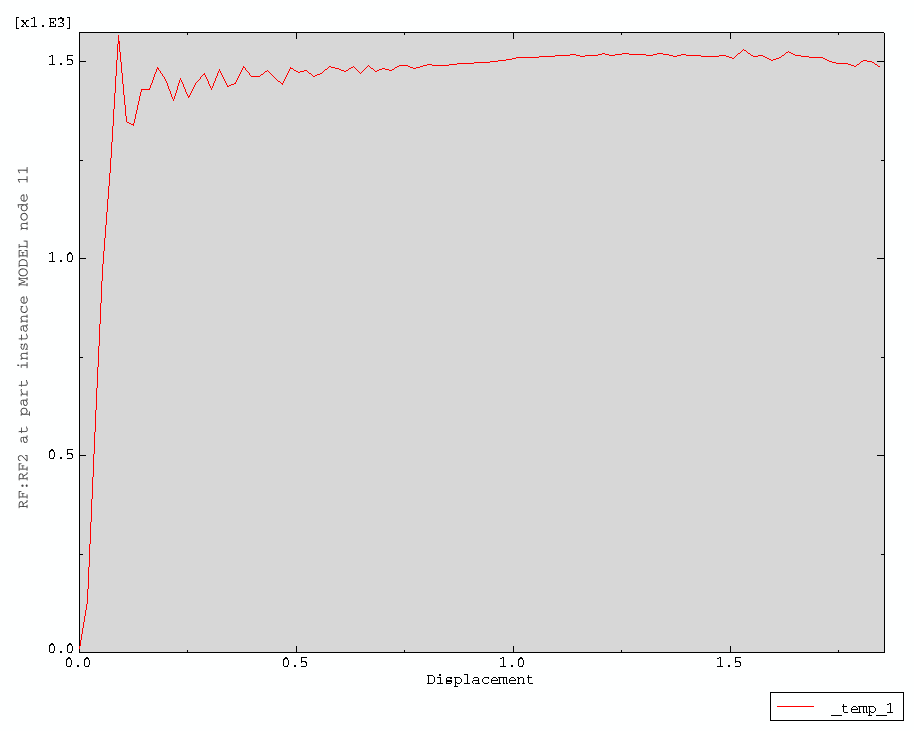 [x1.E3]
1.5
1.0
0.5
0.0
RF:RF2 at part instance MODEL node 11
0.0 0.5 1.0 1.5
Displacement
_temp_1